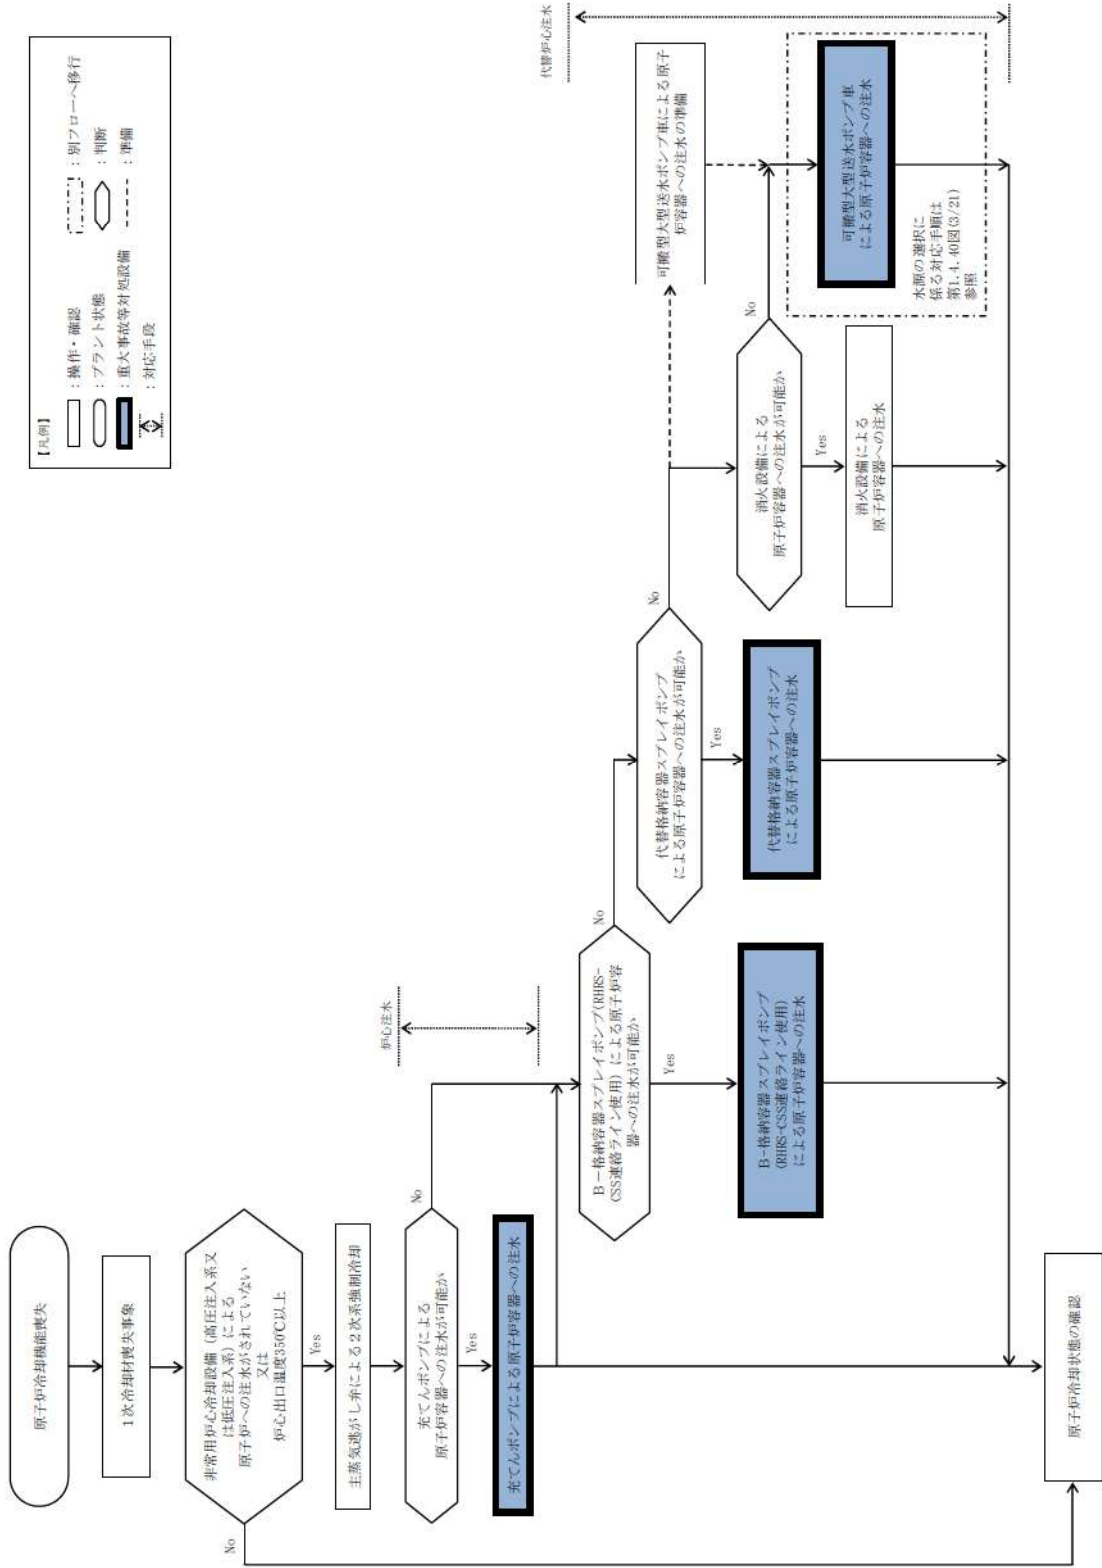 【凡例】
：操作・確認
：プラント状態
：重大事故等対処設備
：対応手段
：別フローへ移行
：判断
：準備
原子炉冷却機能喪失
1次冷却材喪失事象
非常用炉心冷却設備（高圧注入系又
は低圧注入系）による
原子炉への注水がされていない
又は
炉心出口温度350℃以上
No
Yes
主蒸気逃がし弁による2次系強制冷却
充てんポンプによる
原子炉容器への注水が可能か
No
Yes
充てんポンプによる原子炉容器への注水
炉心注水
B－格納容器スプレイポンプ(RHRS-
CSS連絡ライン使用）による原子炉容
器への注水が可能か
No
Yes
B-格納容器スプレイポンプ
(RHRS-CSS連絡ライン使用)
による原子炉容器への注水
代替格納容器スプレイポンプ
による原子炉容器への注水が可能か
No
Yes
代替格納容器スプレイポンプ
による原子炉容器への注水
消火設備による
原子炉容器への注水が可能か
No
Yes
消火設備による
原子炉容器への注水
代替炉心注水
可搬型大型送水ポンプ車による原子
炉容器への注水の準備
可搬型大型送水ポンプ車
による原子炉容器への注水
水源の選択に
係る対応手順は
第1.4.40図(3/21)
参照
原子炉冷却状態の確認